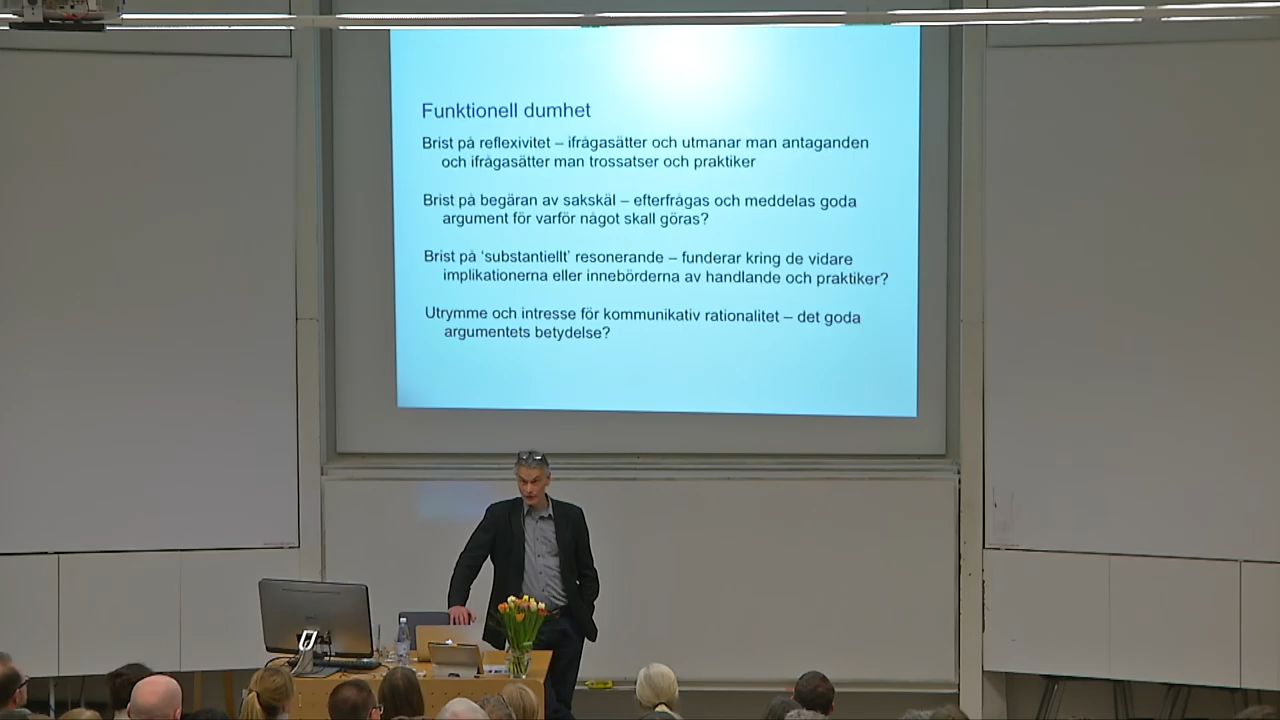 Funktionell dumhet
Brist på reflexivitet – ifrågasätter och utmanar man antaganden
och ifrågasätter man trossatser och praktiker
Brist på begäran av sakskäl – efterfrågas och meddelas goda
argument för varför något skall göras?
Brist på ‘substantiellt’ resonerande – funderar kring de vidare
implikationerna eller innebörderna av handlande och praktiker?
Utrymme och intresse för kommunikativ rationalitet – det goda
argumentets betydelse?